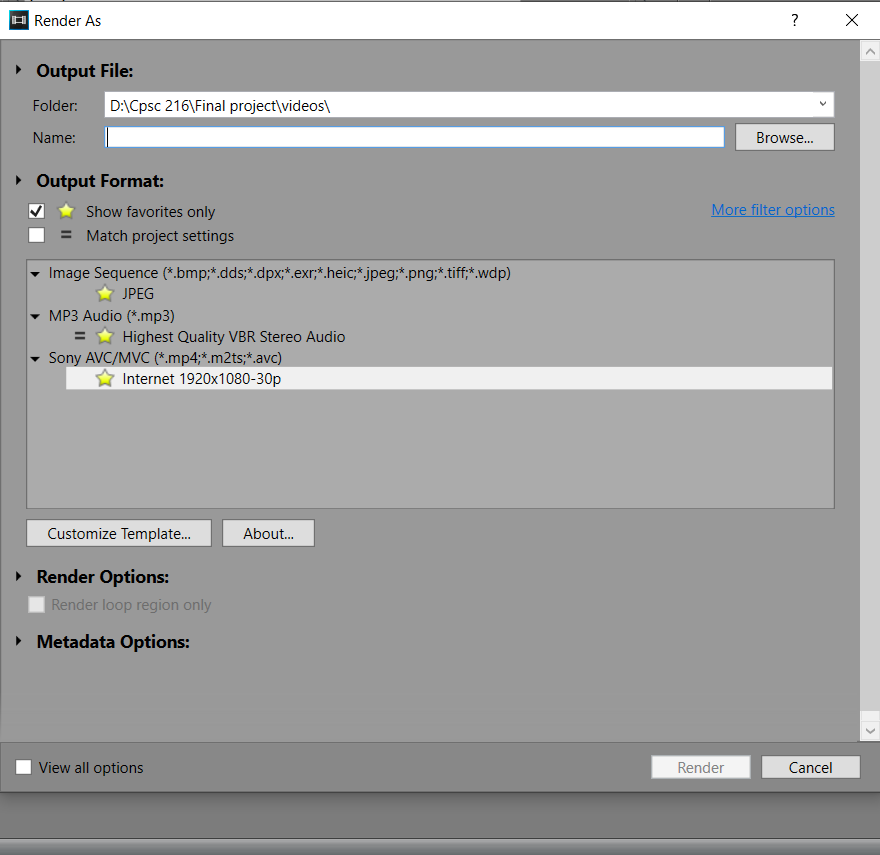 Render As
?
Output File:
Folder: D:\Cpsc 216\Final project\videos\
Name: Browse...
Output Format:
Show favorites only More filter options
= Match project settings
Image Sequence (*.bmp;*.dds;*.dpx;*.exr;*.heic;*.jpeg;*.png;*.tiff;*.wdp)
JPEG
MP3 Audio (*.mp3)
= Highest Quality VBR Stereo Audio
Sony AVC/MVC (*.mp4;*.m2ts;*.avc)
Internet 1920x1080-30p
Customize Template... About...
Render Options:
Render loop region only
Metadata Options:
View all options Render Cancel